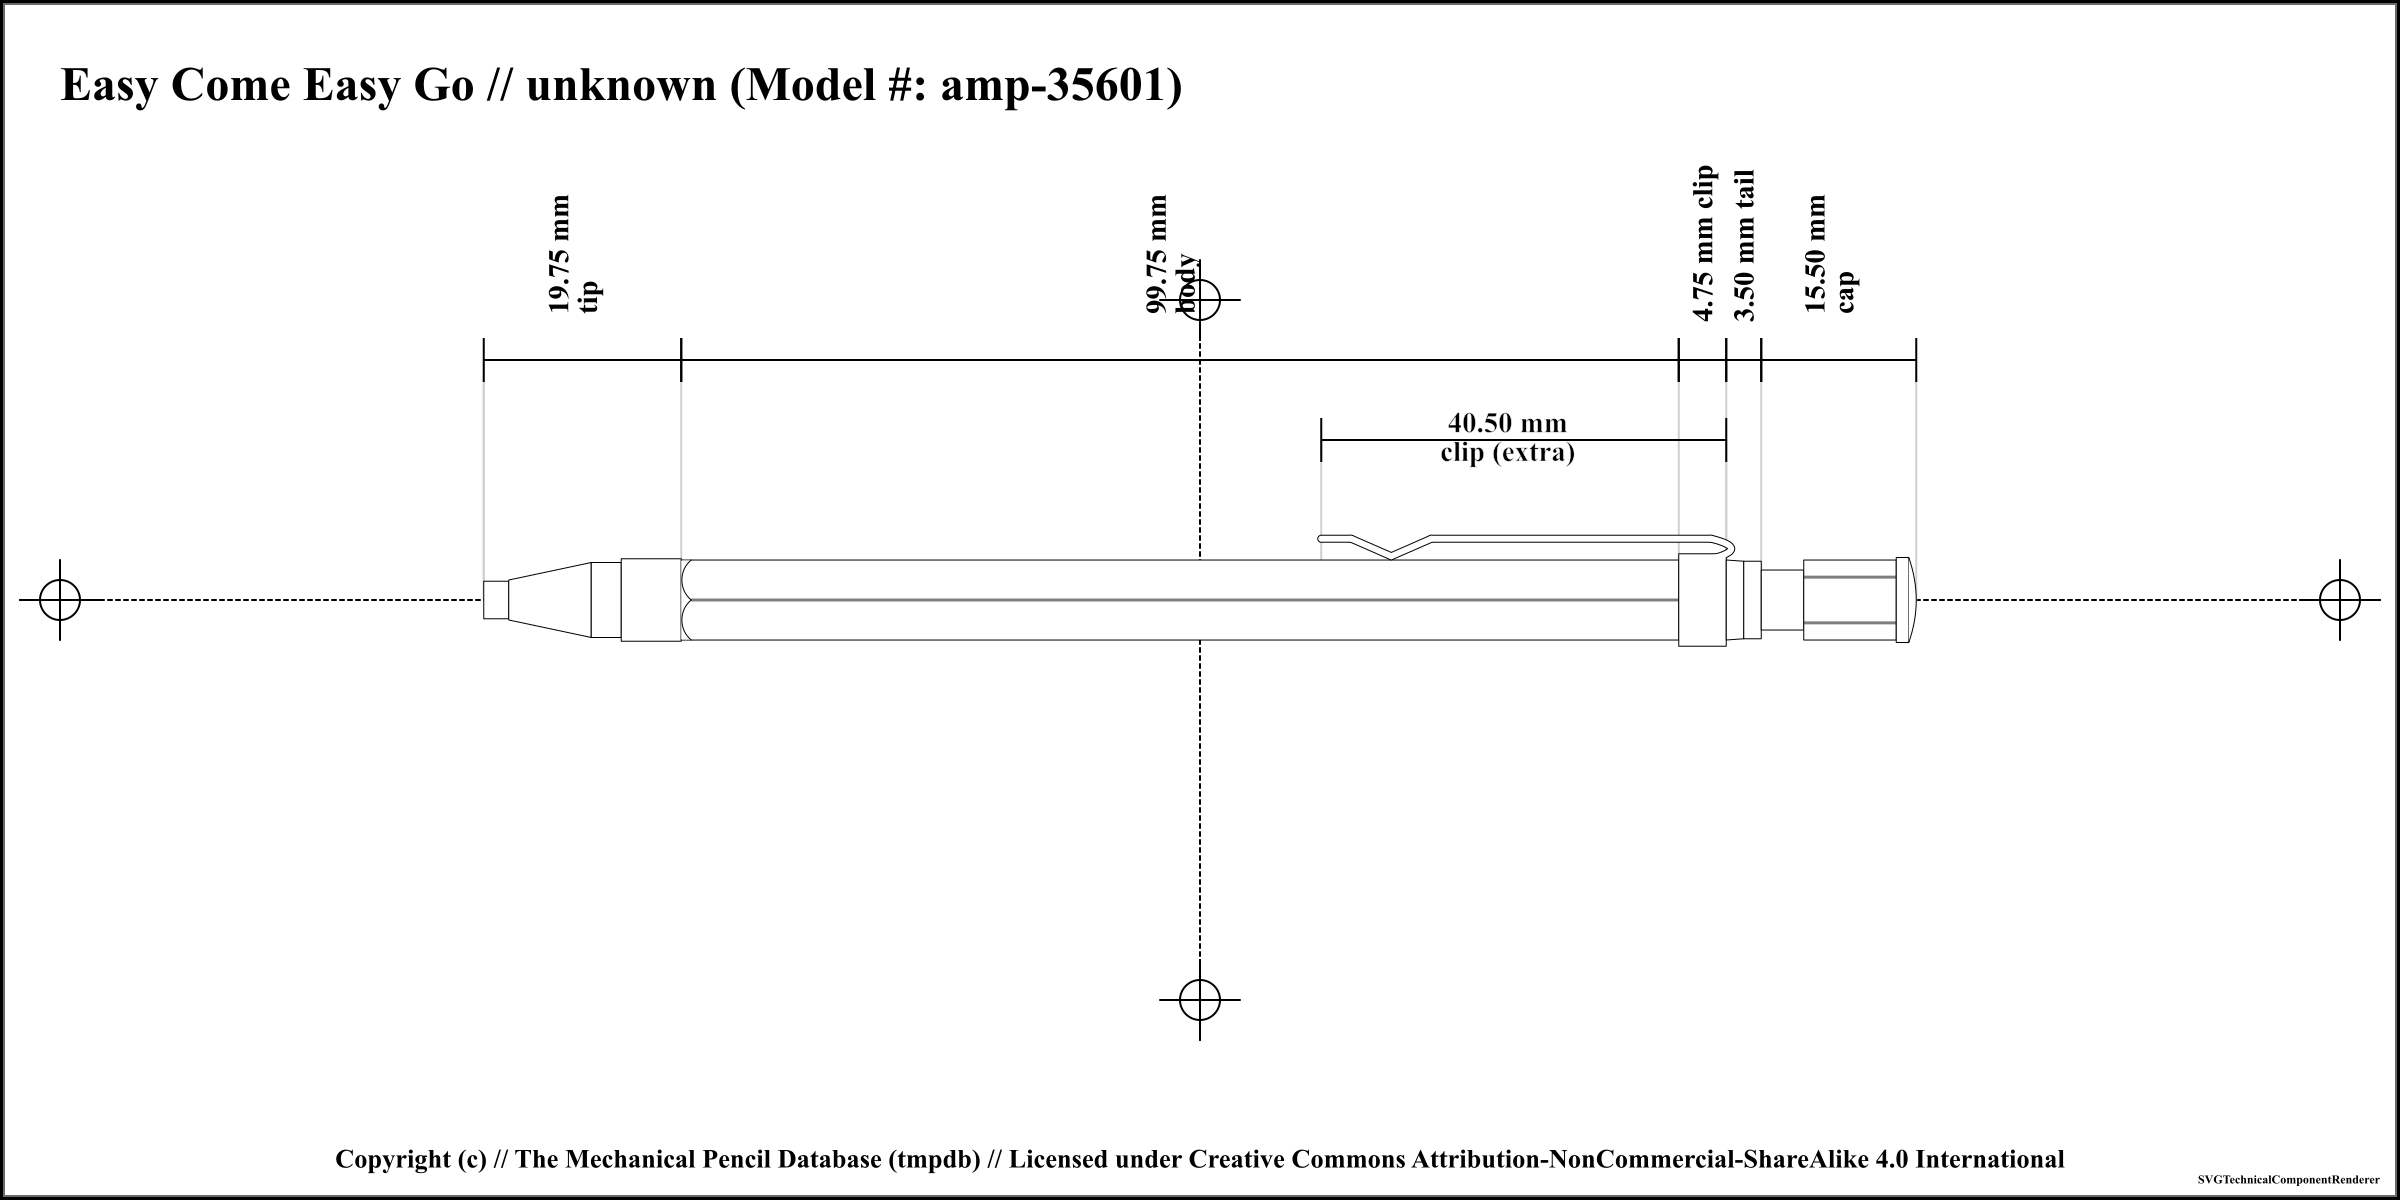 Easy Come Easy Go // unknown (Model #: amp-35601)
19.75 mm
tip
99.75 mm
body
4.75 mm clip
3.50 mm tail
15.50 mm
cap
40.50 mm
clip (extra)
Copyright (c) // The Mechanical Pencil Database (tmpdb) // Licensed under Creative Commons Attribution-NonCommercial-ShareAlike 4.0 International
SVGTechnicalComponentRenderer